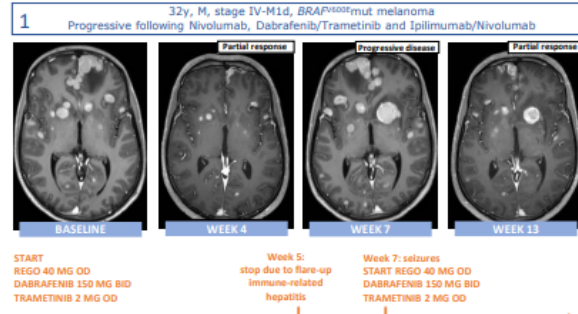 1
32y, M, stage IV-M1d, BRAFV600Emut melanoma
Progressive following Nivolumab, Dabrafenib/Trametinib and Ipilimumab/Nivolumab
Partial response
Progressive disease
Partial response
BASELINE
WEEK 4
WEEK 7
WEEK 13
START
REGO 40 MG OD
DABRAFENIB 150 MG BID
TRAMETINIB 2 MG OD
Week 5:
stop due to flare-up
immune-related
hepatitis
Week 7: seizures
START REGO 40 MG OD
DABRAFENIB 150 MG BID
TRAMETINIB 2 MG OD